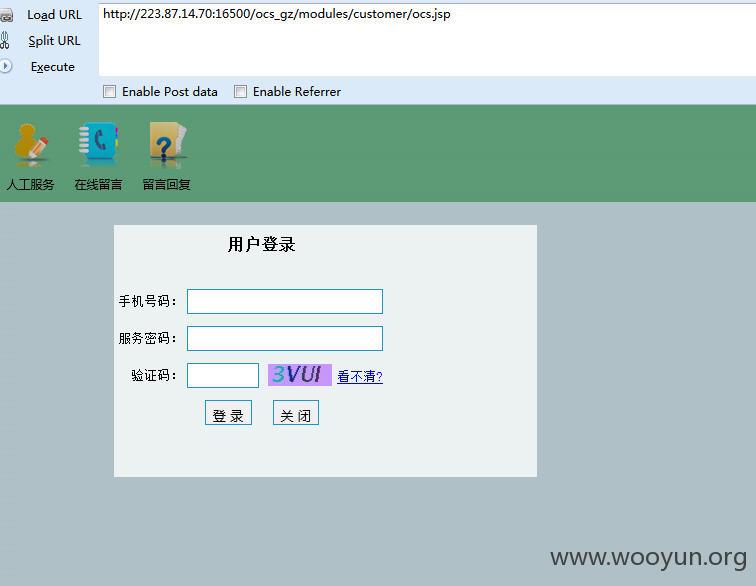 Load URL
http://223.87.14.70:16500/ocs_gz/modules/customer/ocs.jsp
Split URL
Execute
Enable Post data
Enable Referrer
人工服务
在线留言
留言回复
用户登录
手机号码：
服务密码：
验证码：
3VUI
看不清?
登 录
关 闭
www.wooyun.org